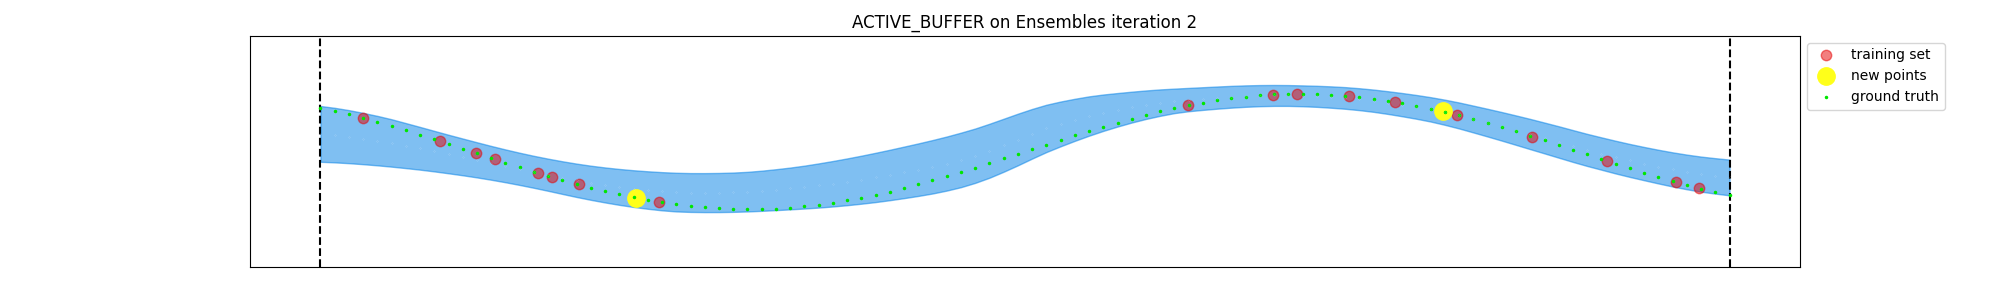 ACTIVE_BUFFER on Ensembles iteration 2
training set
new points
ground truth